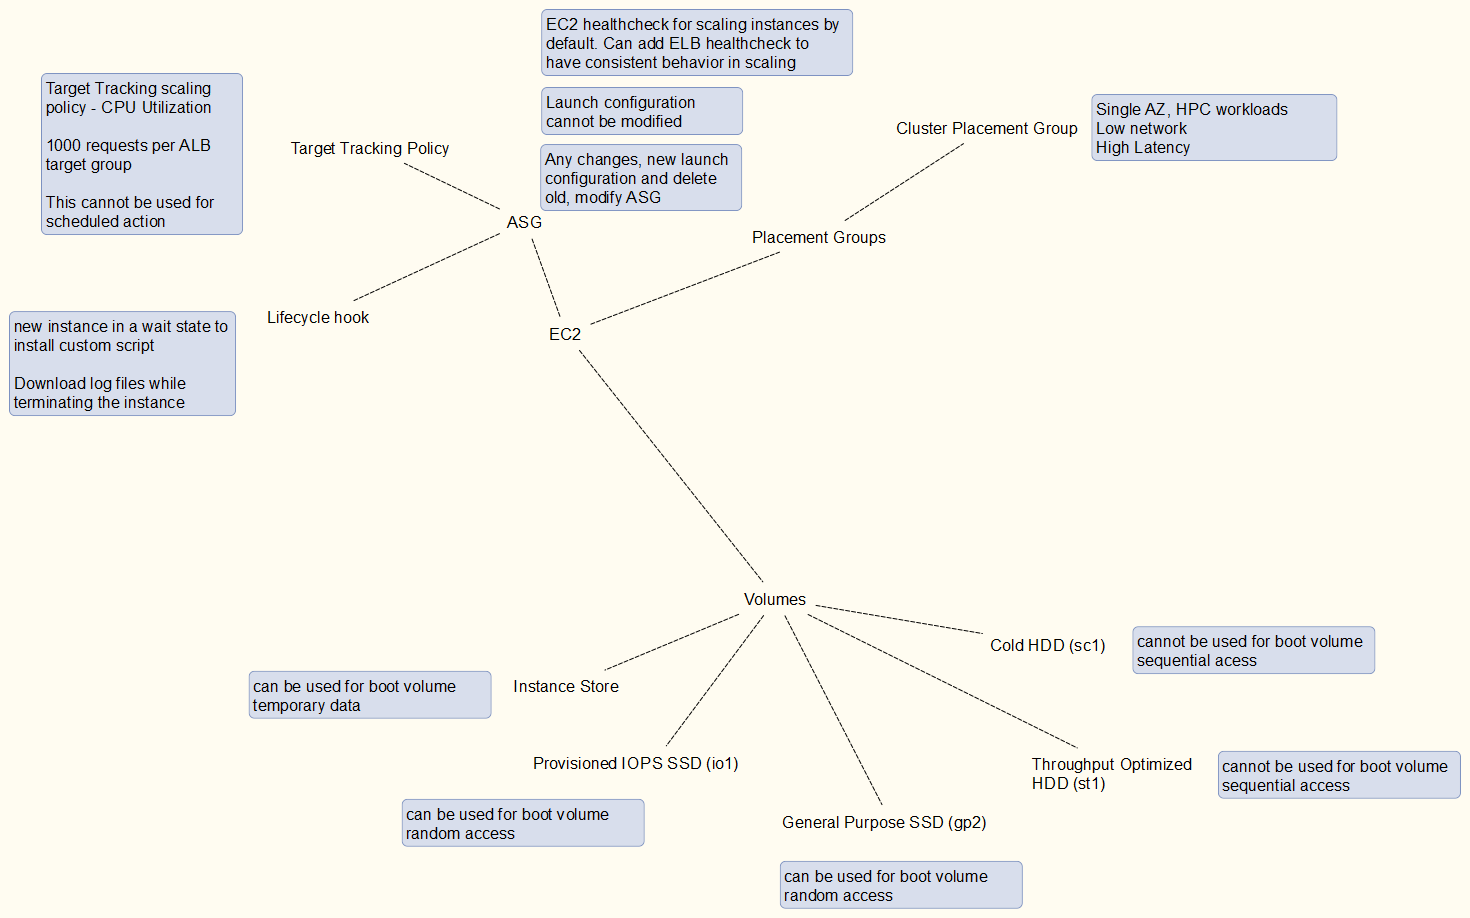 EC2 healthcheck for scaling instances by
default. Can add ELB healthcheck to
have consistent behavior in scaling
Target Tracking scaling
policy - CPU Utilization
1000 requests per ALB
target group
This cannot be used for
scheduled action
Launch configuration
cannot be modified
Target Tracking Policy
Any changes, new launch
configuration and delete
old, modify ASG
Cluster Placement Group
Single AZ, HPC workloads
Low network
High Latency
ASG
Placement Groups
Lifecycle hook
new instance in a wait state to
install custom script
Download log files while
terminating the instance
EC2
Volumes
Cold HDD (sc1)
cannot be used for boot volume
sequential acess
can be used for boot volume
temporary data
Instance Store
Provisioned IOPS SSD (io1)
can be used for boot volume
random access
Throughput Optimized
HDD (st1)
cannot be used for boot volume
sequential access
General Purpose SSD (gp2)
can be used for boot volume
random access